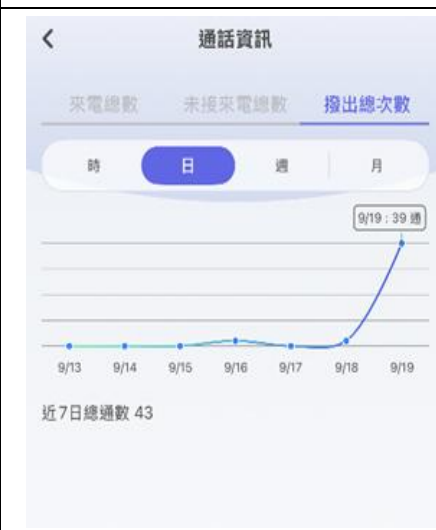 通話資訊
來電總數 未接來電總數 撥出總次數
時 日 週 月
9/19 : 39 通
9/13 9/14 9/15 9/16 9/17 9/18 9/19
近7日總通數 43